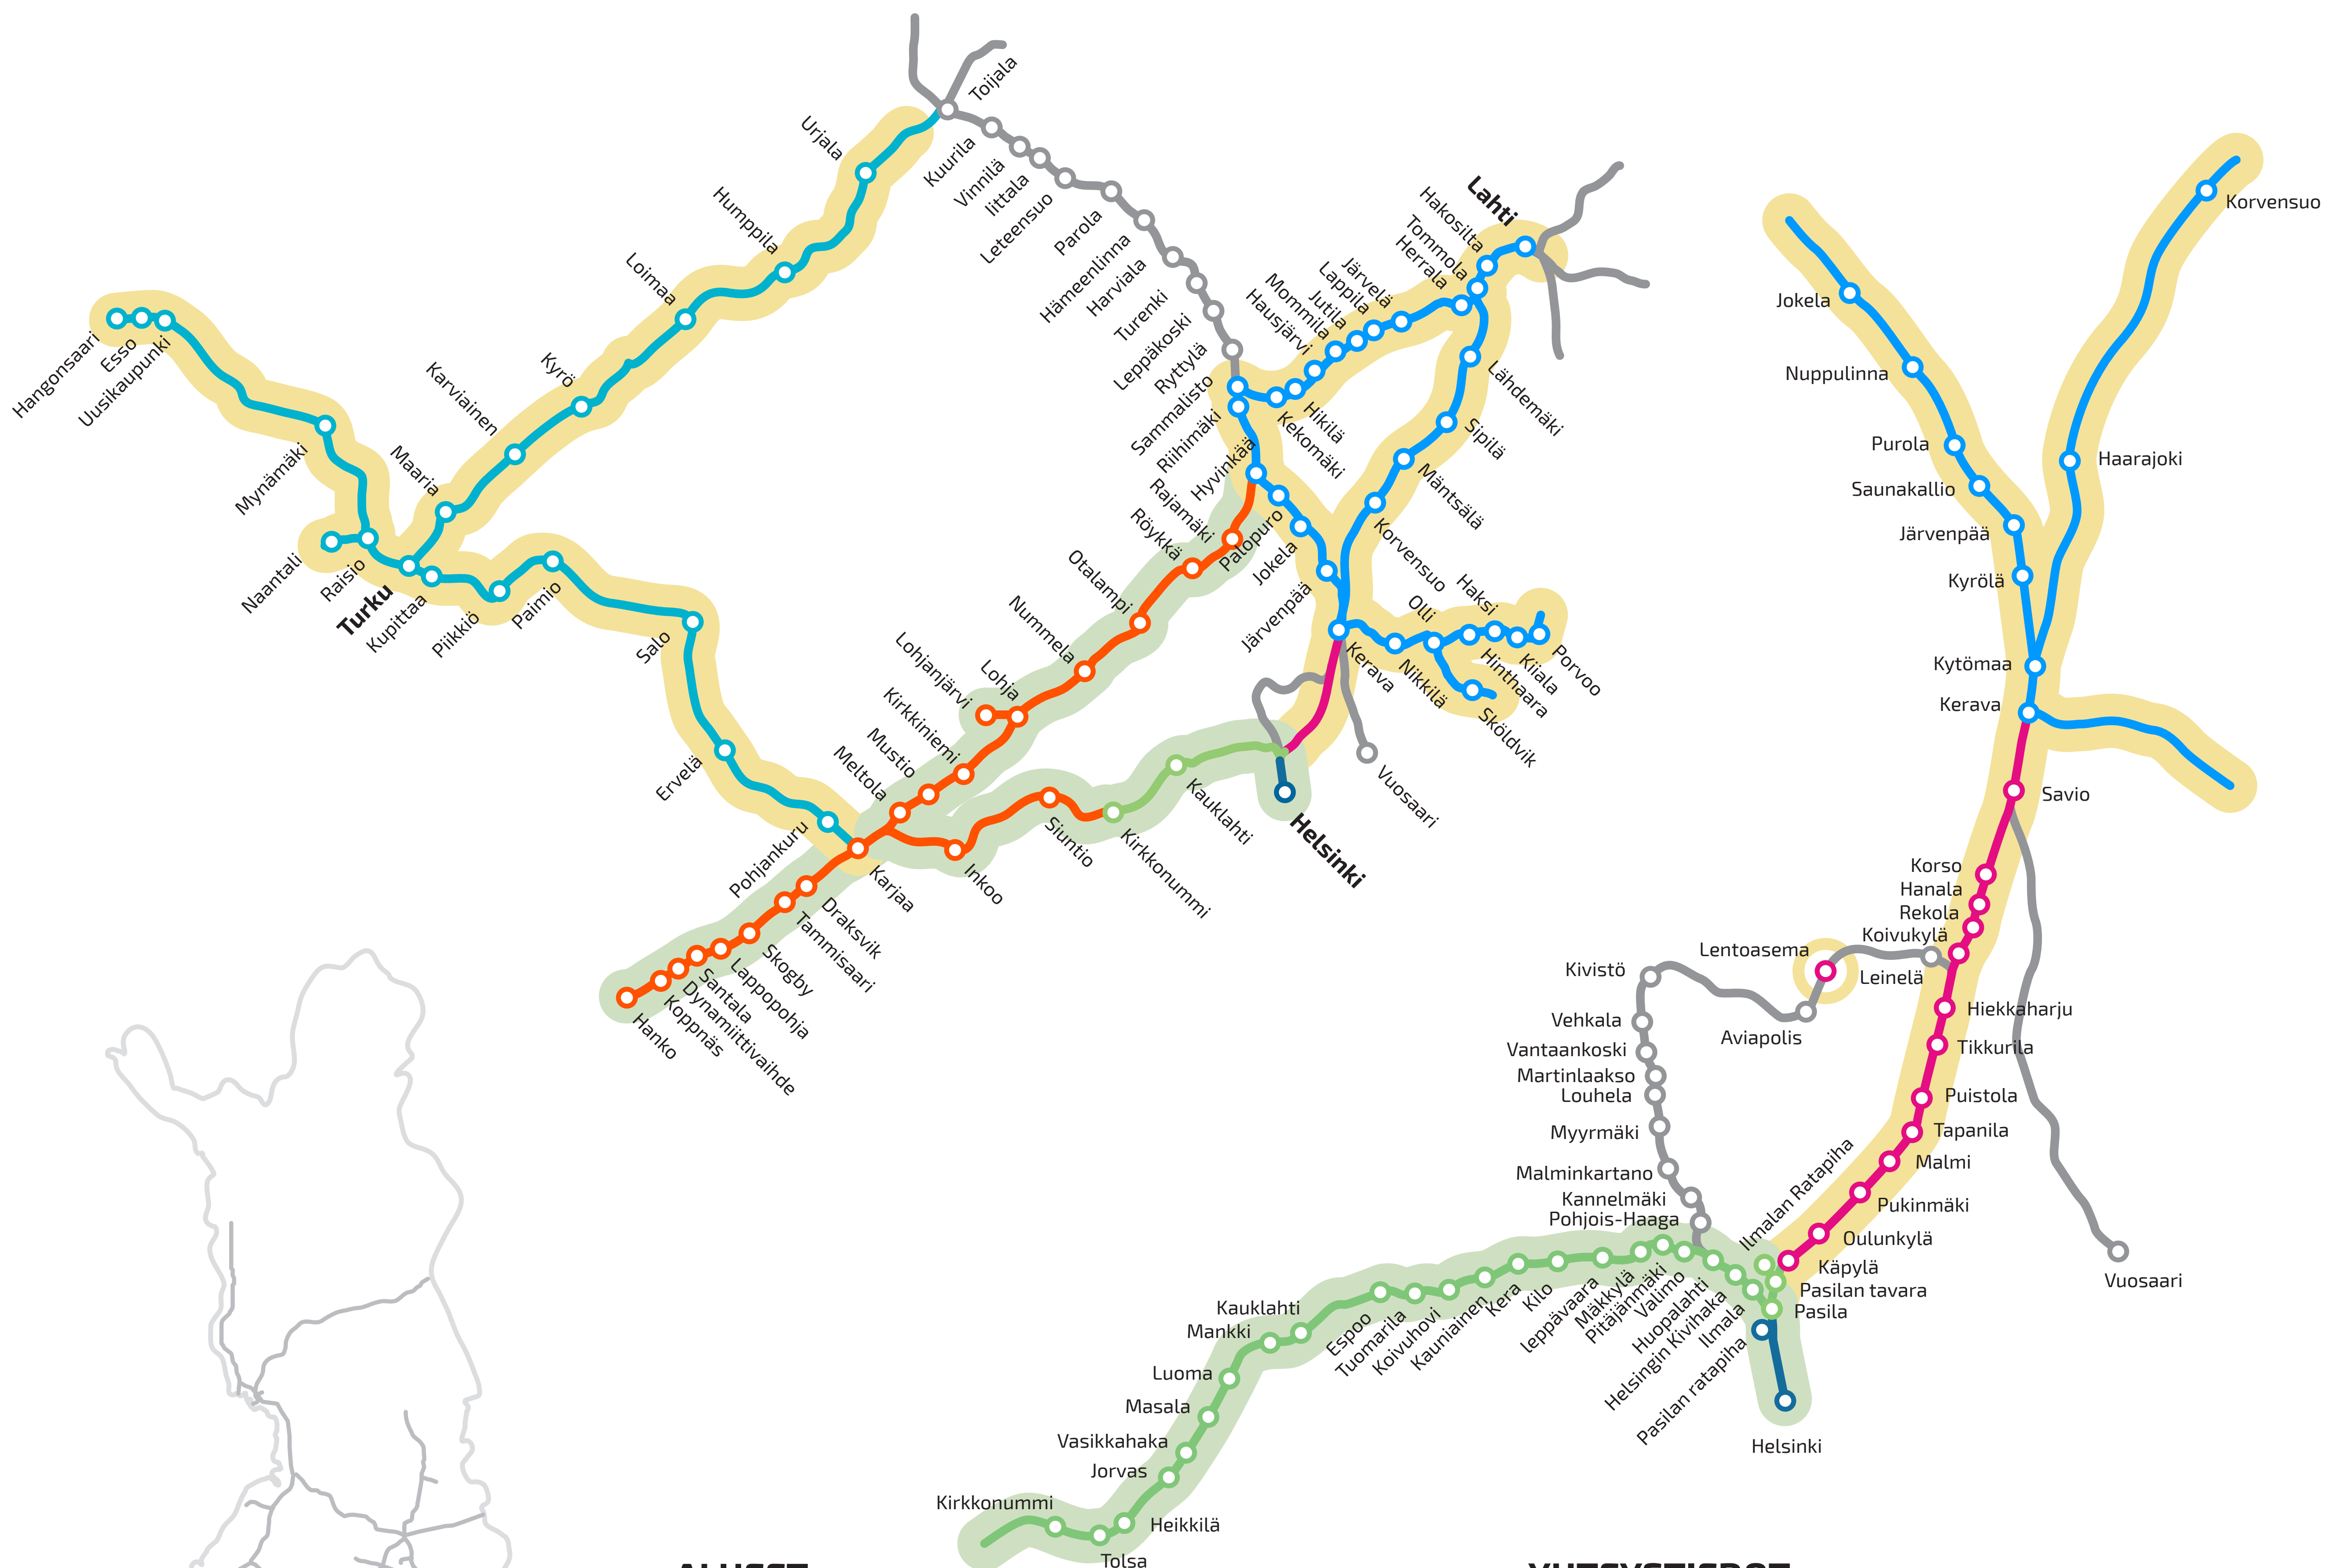 Toijala
Urjala
Kuurila
Vinnilä
Iittala
Leteensuo
Parola
Hämeenlinna
Harviala
Turenki
Leppäkoski
Ryttylä
Sammalisto
Riihimäki
Hyvinkää
Humppila
Loimaa
Kyrö
Karviainen
Maaria
Hangonsaari
Esso
Uusikaupunki
Mynämäki
Naantali
Raisio
Turku
Kupittaa
Piikkiö
Paimio
Salo
Ervelä
Pohjankuru
Karjaa
Lahti
Hakosilta
Tommola
Herrala
Järvelä
Lappila
Jutila
Mommila
Hausjärvi
Hikilä
Kekomäki
Lähdemäki
Sipilä
Mäntsälä
Korvensuo
Rajamäki
Röykkä
Palopuro
Jokela
Järvenpää
Otalampi
Nummela
Lohja
Lohjanjärvi
Kirkkiniemi
Mustio
Meltola
Haksi
Olli
Kerava
Nikkilä
Hinthaara
Kiiala
Porvoo
Sköldvik
Vuosaari
Helsinki
Kauklahti
Kirkkonummi
Siuntio
Inkoo
Draksvik
Tammisaari
Skogby
Lappopohja
Santala
Dynamiittivaihde
Koppnäs
Hanko
Korvensuo
Jokela
Nuppulinna
Purola
Haarajoki
Saunakallio
Järvenpää
Kyrölä
Kytömaa
Kerava
Savio
Korso
Hanala
Rekola
Koivukylä
Lentoasema
Leinelä
Kivistö
Aviapolis
Hiekkaharju
Vehkala
Tikkurila
Vantaankoski
Martinlaakso
Louhela
Puistola
Myyrmäki
Tapanila
Malmi
Malminkartano
Kannelmäki
Pukinmäki
Pohjois-Haaga
Ilmalan Ratapiha
Oulunkylä
Käpylä
Vuosaari
Pasilan tavara
Pasila
Kauklahti
Mankki
Espoo
Tuomarila
Koivuhovi
Kauniainen
Kera
Kilo
leppävaara
Mäkkylä
Pitäjänmäki
Valimo
Huopalahti
Helsingin Kivihaka
Ilmala
Pasilan ratapiha
Luoma
Masala
Vasikkahaka
Helsinki
Jorvas
Kirkkonummi
Heikkilä
Tolsa